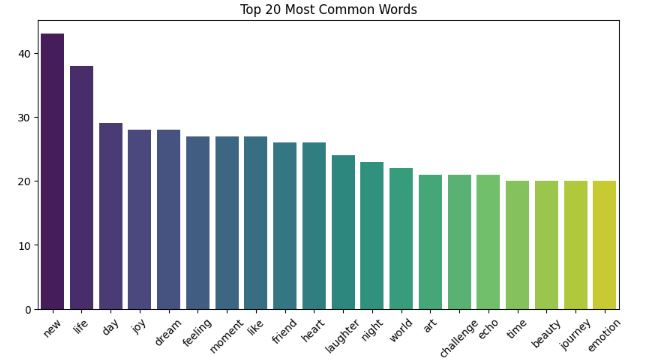 Top 20 Most Common Words
40
30
20
10
0
new life day joy dream feeling moment like friend heart laughter night world art challenge echo time beauty journey emotion